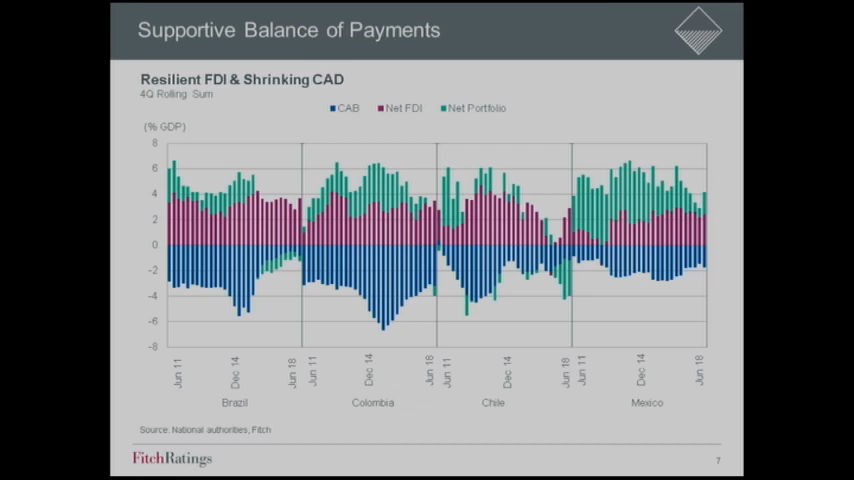 Supportive Balance of Payments
Resilient FDI & Shrinking CAD
4Q Rolling Sum
CAB Net FDI Net Portfolio
(% GDP)
8
6
4
2
0
-2
-4
-6
-8
Jun 11 Dec 14 Jun 18 Jun 11 Dec 14 Jun 18 Jun 11 Dec 14 Jun 18 Jun 11 Dec 14 Jun 18
Brazil Colombia Chile Mexico
Source: National authorities, Fitch
FitchRatings 7